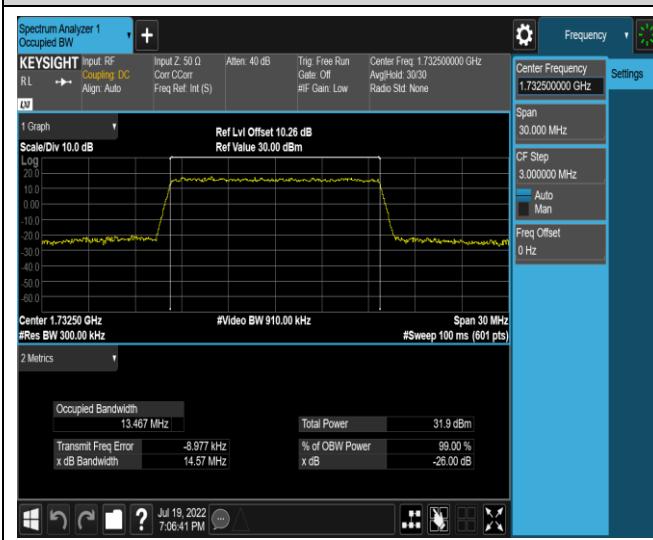 Spectrum Analyzer 1
Occupied BW
+
Frequency
KEYSIGHT
RL
LXI
Input: RF
Coupling: DC
Align: Auto
Input Z: 50 Ω
Corr CCorr
Freq Ref: Int (S)
Atten: 40 dB
Trig: Free Run
Gate: Off
#IF Gain: Low
Center Freq: 1.732500000 GHz
Avg|Hold: 30/30
Radio Std: None
Center Frequency
1.732500000 GHz
Settings
Span
30.000 MHz
CF Step
3.000000 MHz
Auto
Man
Freq Offset
0 Hz
1 Graph
Scale/Div 10.0 dB
Ref Lvl Offset 10.26 dB
Ref Value 30.00 dBm
Log
20.0
10.0
0.00
-10.0
-20.0
-30.0
-40.0
-50.0
-60.0
Center 1.73250 GHz
#Res BW 300.00 kHz
#Video BW 910.00 kHz
Span 30 MHz
#Sweep 100 ms (601 pts)
2 Metrics
Occupied Bandwidth
13.467 MHz
Total Power 31.9 dBm
Transmit Freq Error -8.977 kHz
% of OBW Power 99.00 %
x dB Bandwidth 14.57 MHz
x dB -26.00 dB
?
Jul 19, 2022
7:06:41 PM